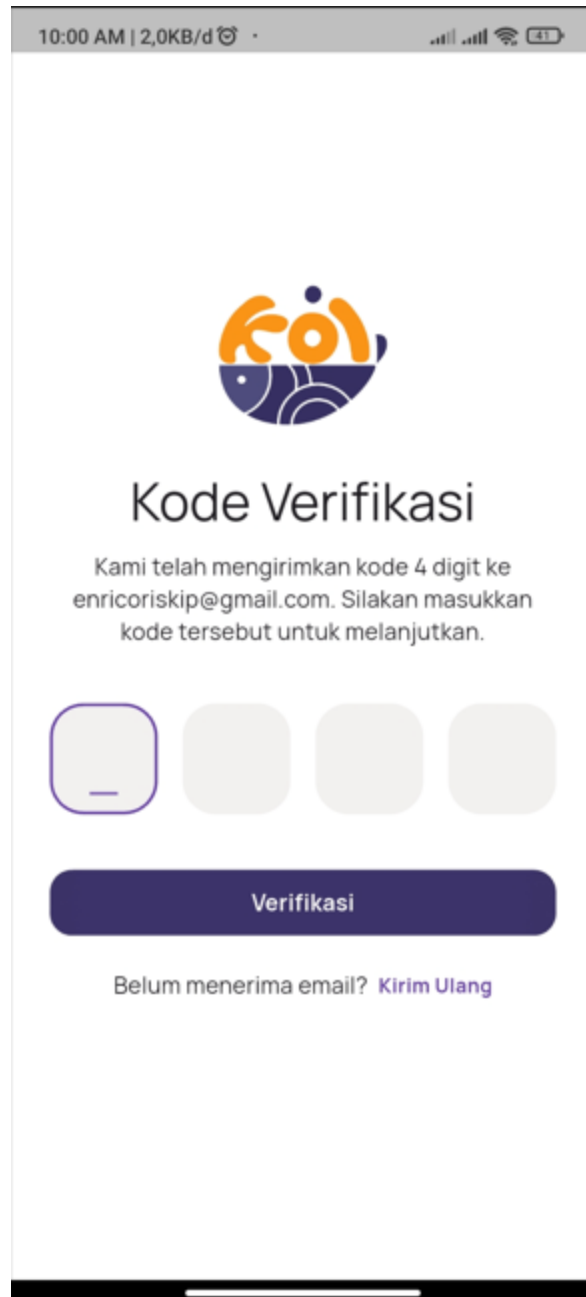 10:00 AM | 2,0KB/d
41
koi
Kode Verifikasi
Kami telah mengirimkan kode 4 digit ke
enricoriskip@gmail.com. Silakan masukkan
kode tersebut untuk melanjutkan.
Verifikasi
Belum menerima email? Kirim Ulang